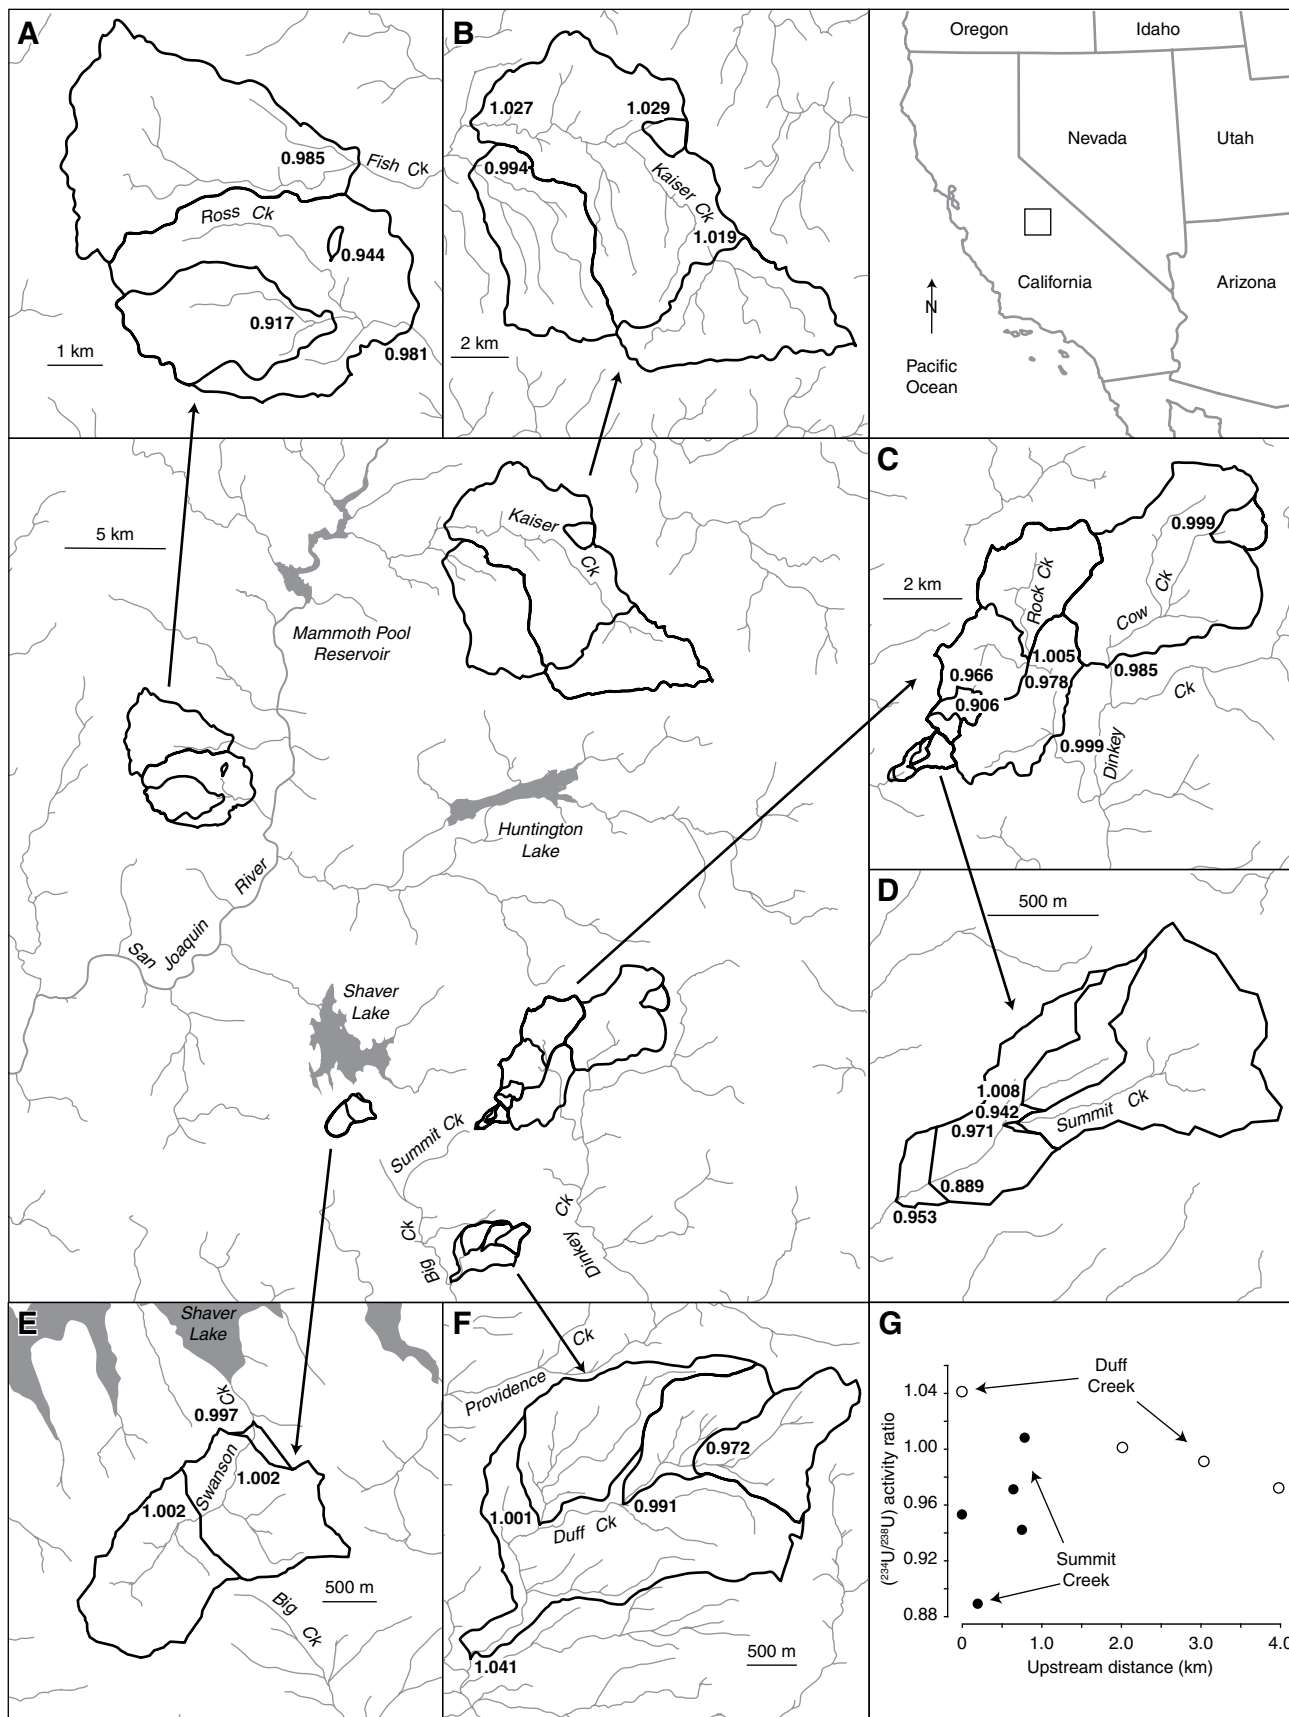 A
0.985
Fish Ck
Ross Ck
0.944
0.917
0.981
1 km
B
1.027
1.029
0.994
Kaiser Ck
1.019
2 km
Oregon
Idaho
Nevada
Utah
California
Arizona
N
Pacific
Ocean
5 km
Kaiser
Ck
Mammoth Pool
Reservoir
Huntington
Lake
San Joaquin River
Shaver
Lake
Summit Ck
Big Ck
Dinkey Ck
C
0.999
2 km
Rock Ck
Cow Ck
1.005
0.966
0.978
0.985
0.906
Ck
0.999
Dinkey
D
500 m
1.008
0.942
0.971
Summit Ck
0.889
0.953
E
Shaver
Lake
Ck
0.997
Swanson
1.002
1.002
500 m
Big Ck
F
Ck
Providence
0.972
0.991
1.001
Duff Ck
500 m
1.041
G
Duff
Creek
1.04
1.00
0.96
0.92
0.88
(234U/238U) activity ratio
Summit
Creek
0 1.0 2.0 3.0 4.0
Upstream distance (km)